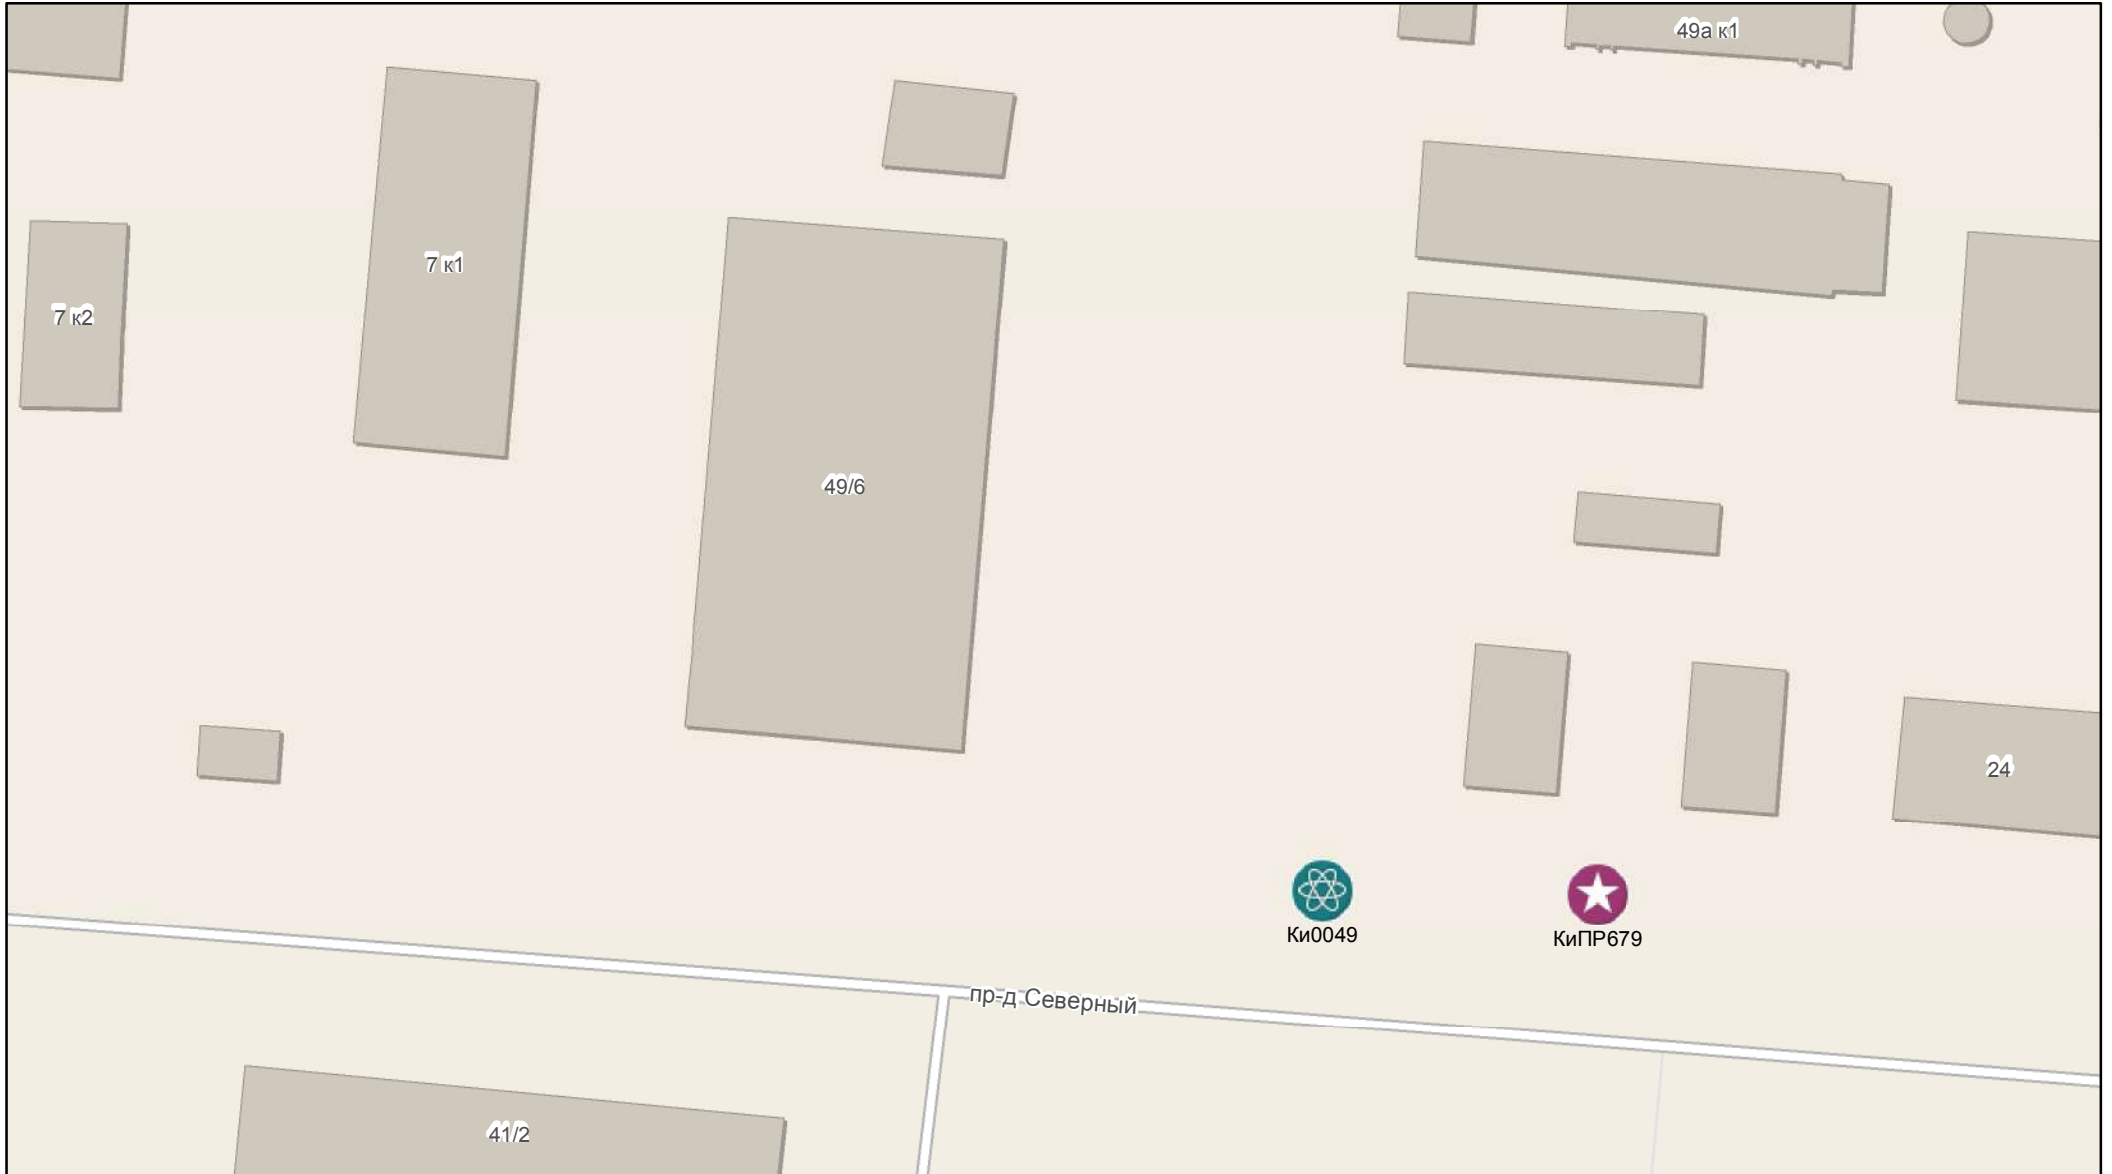 49а к1
7 к1
7 к2
49/6
24
Ки0049
КиПР679
пр-д Северный
41/2